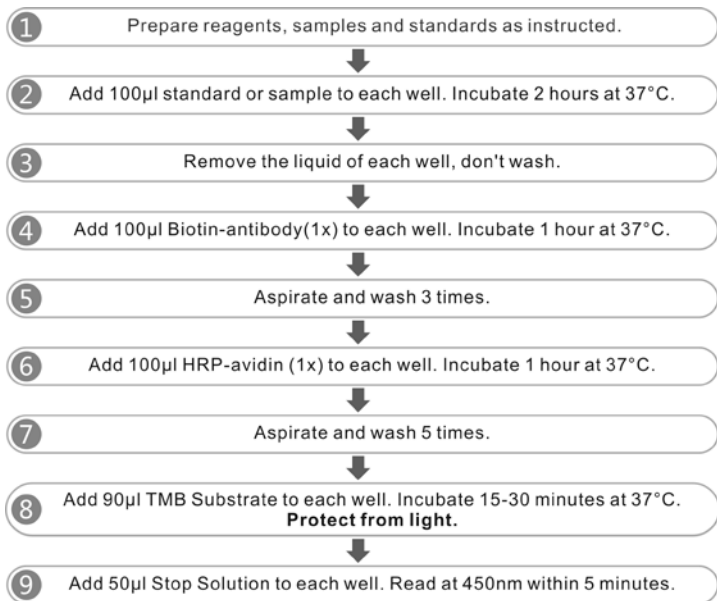 1 Prepare reagents, samples and standards as instructed.
2 Add 100µl standard or sample to each well. Incubate 2 hours at 37°C.
3 Remove the liquid of each well, don't wash.
4 Add 100µl Biotin-antibody(1x) to each well. Incubate 1 hour at 37°C.
5 Aspirate and wash 3 times.
6 Add 100µl HRP-avidin (1x) to each well. Incubate 1 hour at 37°C.
7 Aspirate and wash 5 times.
8 Add 90µl TMB Substrate to each well. Incubate 15-30 minutes at 37°C.
Protect from light.
9 Add 50µl Stop Solution to each well. Read at 450nm within 5 minutes.